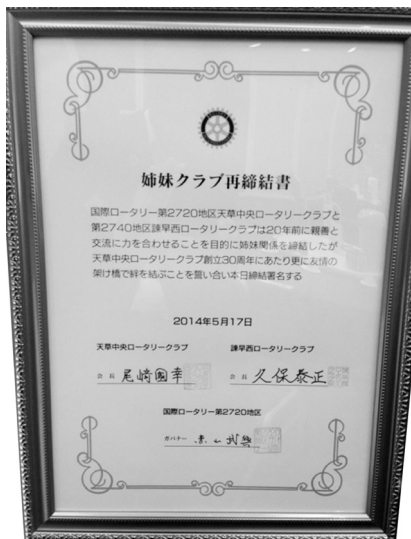 姉妹クラブ再締結書
国際ロータリー第2720地区天草中央ロータリークラブと
第2740地区諫早西ロータリークラブは20年前に親善と
交流に力を合わせることを目的に姉妹関係を締結したが
天草中央ロータリークラブ創立30周年にあたり更に友情の
架け橋で絆を結ぶことを誓い合い本日締結署名する
2014年5月17日
天草中央ロータリークラブ 諫早西ロータリークラブ
会長 尾崎國幸 会長 久保泰正
国際ロータリー第2720地区
ガバナー